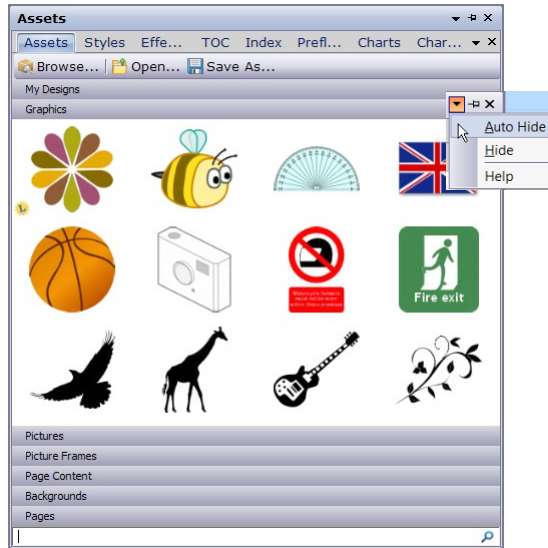 Assets
Assets Styles Effe... TOC Index Prefl... Charts Char...
Browse... Open... Save As...
My Designs
Graphics
Auto Hide
Hide
Help
L
Fire exit
Pictures
Picture Frames
Page Content
Backgrounds
Pages